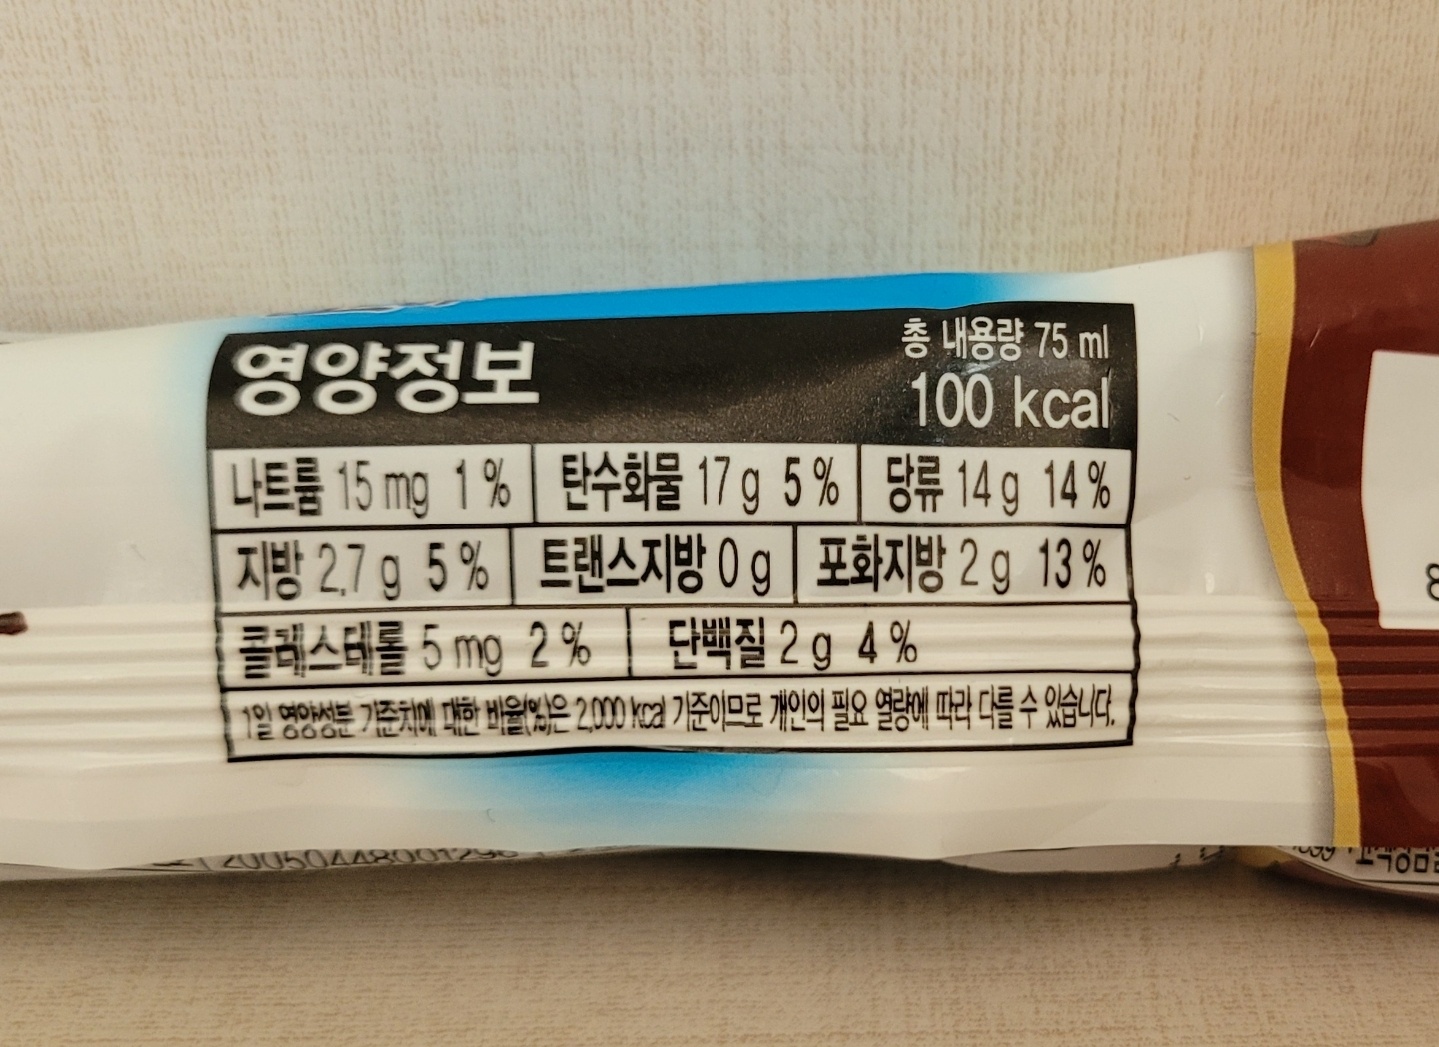 영양정보
총 내용량 75 ml
100 kcal
나트륨 15 mg 1 % 탄수화물 17 g 5 % 당류 14 g 14 %
지방 2.7 g 5 % 트랜스지방 0 g 포화지방 2 g 13 %
콜레스테롤 5 mg 2 % 단백질 2 g 4 %
1일 영양성분 기준치에 대한 비율(%)은 2,000 kcal 기준이므로 개인의 필요 열량에 따라 다를 수 있습니다.
8